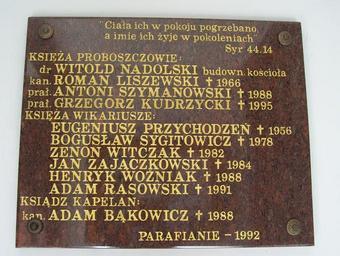 "Ciała ich w pokoju pogrzebano,
a imię ich żyje w pokoleniach"
Syr 44.14
KSIĘŻA PROBOSZCZOWIE:
dr WITOLD NADOLSKI budown. kościoła
kan. ROMAN LISZEWSKI † 1966
prał. ANTONI SZYMANOWSKI † 1988
prał. GRZEGORZ KUDRZYCKI † 1995
KSIĘŻA WIKARIUSZE:
EUGENIUSZ PRZYCHODZEŃ † 1956
BOGUSŁAW SYGITOWICZ † 1978
ZENON WITCZAK † 1982
JAN ZAJĄCZKOWSKI † 1984
HENRYK WOŹNIAK † 1988
ADAM RASOWSKI † 1991
KSIĄDZ KAPELAN:
kan. ADAM BĄKOWICZ † 1988
PARAFIANIE – 1992